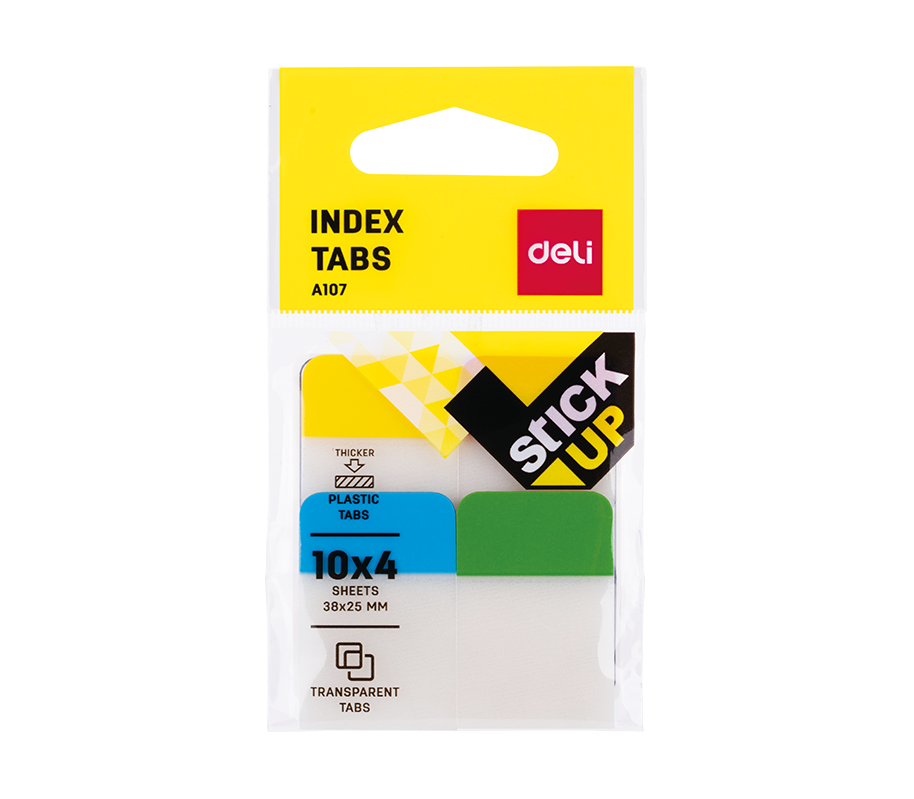 INDEX
TABS
A107
deli
STICK
UP
THICKER
PLASTIC
TABS
10x4
SHEETS
38x25 MM
TRANSPARENT
TABS